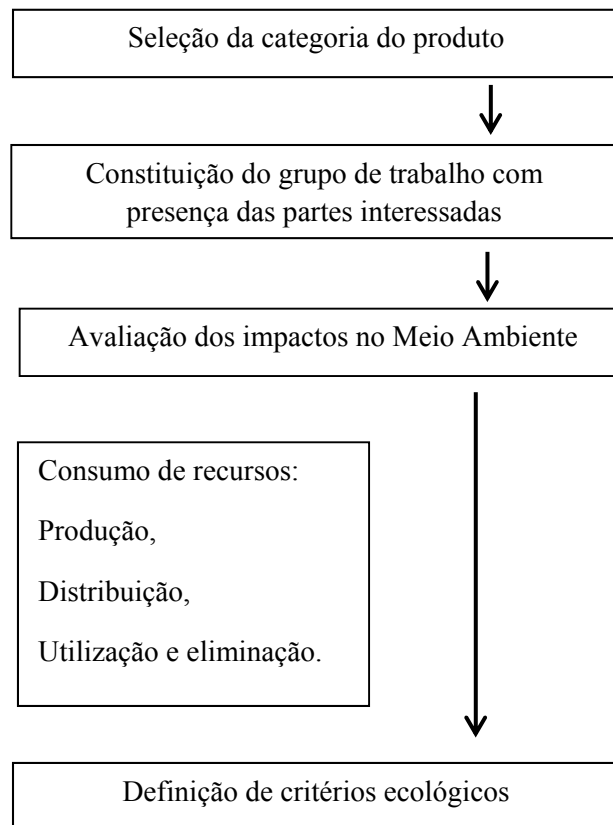 Seleção da categoria do produto
Constituição do grupo de trabalho com
presença das partes interessadas
Avaliação dos impactos no Meio Ambiente
Consumo de recursos:
Produção,
Distribuição,
Utilização e eliminação.
Definição de critérios ecológicos